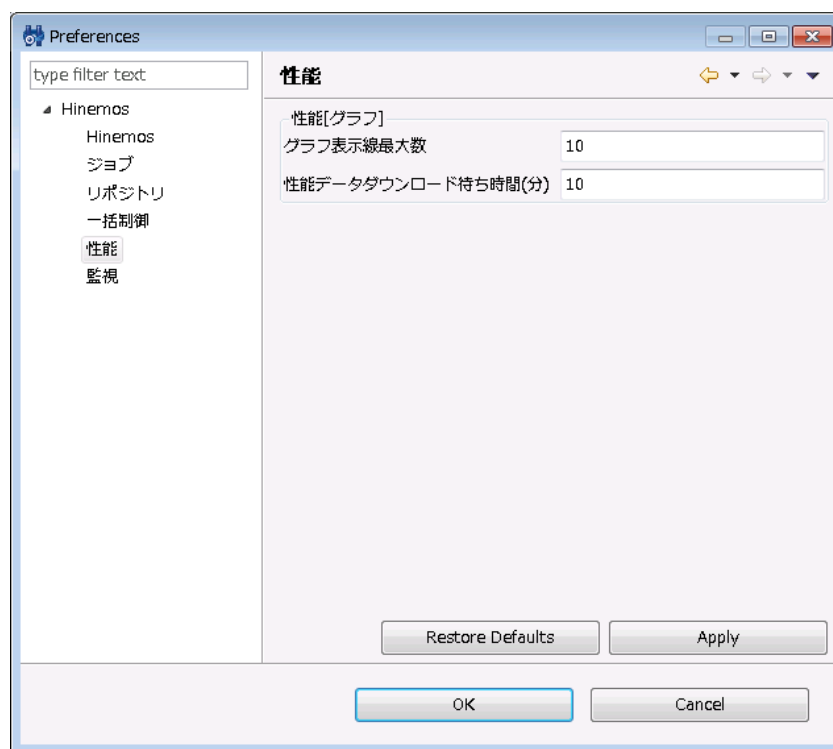 Preferences
type filter text
Hinemos
Hinemos
ジョブ
リポジトリ
一括制御
性能
監視
性能
性能[グラフ]
グラフ表示線最大数 10
性能データダウンロード待ち時間(分) 10
Restore Defaults Apply
OK Cancel